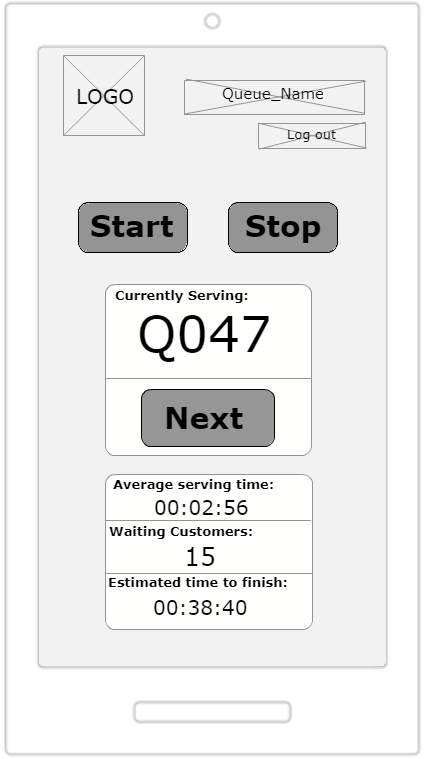 LOGO
Queue_Name
Log out
Start
Stop
Currently Serving:
Q047
Next
Average serving time:
00:02:56
Waiting Customers:
15
Estimated time to finish:
00:38:40